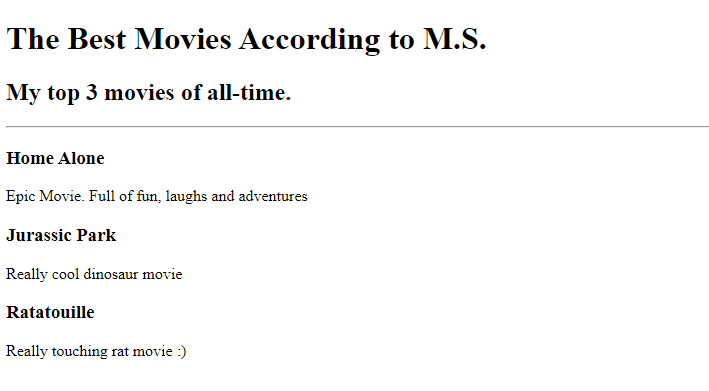 The Best Movies According to M.S.
My top 3 movies of all-time.
Home Alone
Epic Movie. Full of fun, laughs and adventures
Jurassic Park
Really cool dinosaur movie
Ratatouille
Really touching rat movie :)